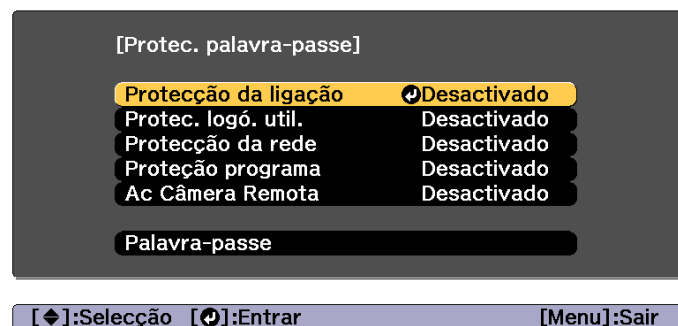 [Protec. palavra-passe]
Protecção da ligação Desactivado
Protec. logó. util. Desactivado
Protecção da rede Desactivado
Proteção programa Desactivado
Ac Câmera Remota Desactivado
Palavra-passe
[◆]:Selecção [↵]:Entrar [Menu]:Sair